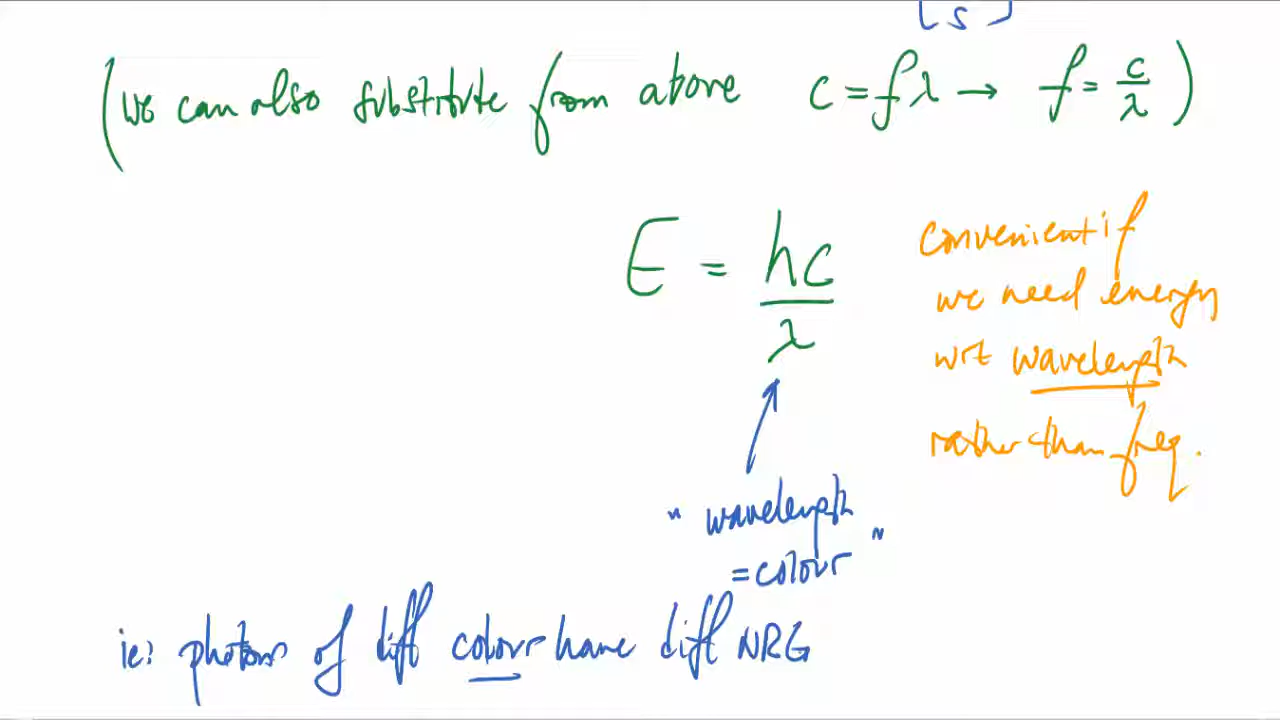 [s]
(we can also substitute from above c = fλ → f = c/λ)
E = hc/λ
convenient if
we need energy
wrt wavelength
rather than freq.
"wavelength
= colour"
ie: photons of diff colour have diff NRG